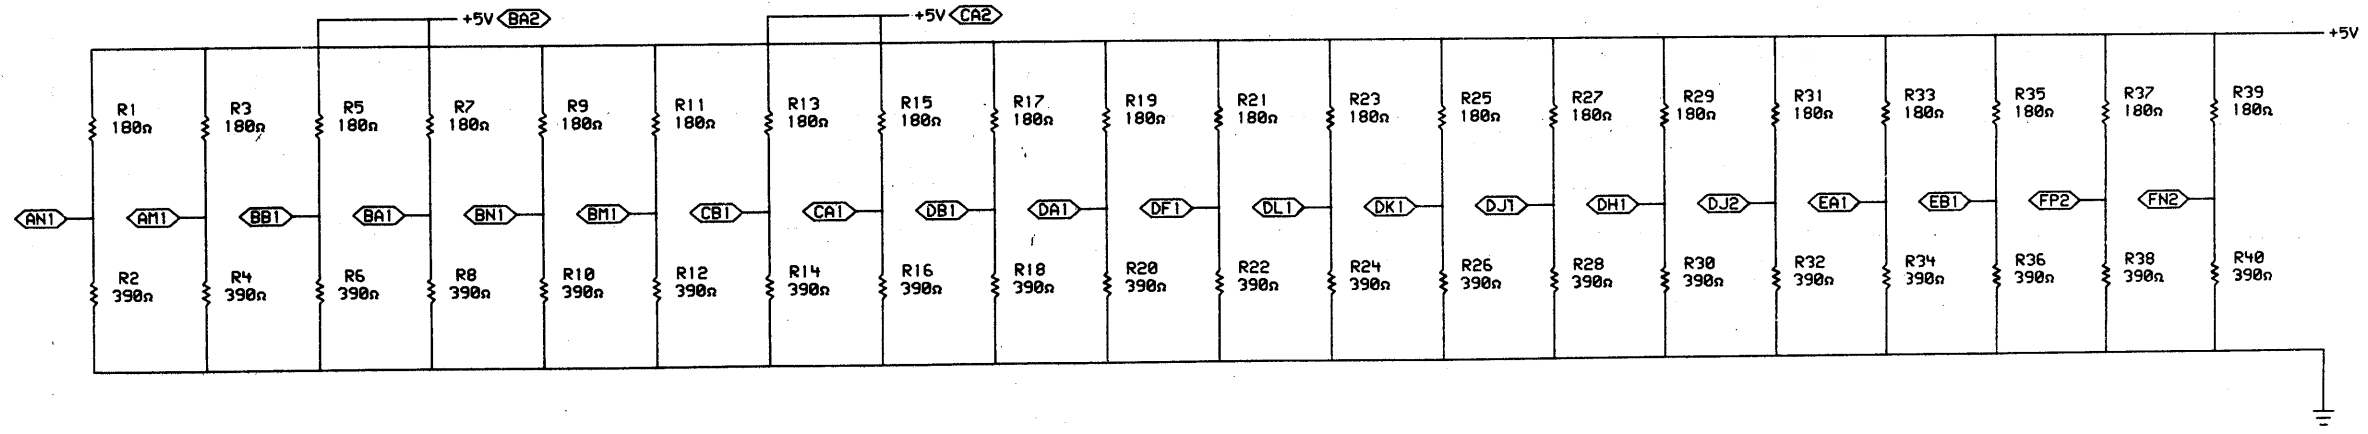 +5V BA2
+5V CA2
+5V
R1 R3 R5 R7 R9 R11 R13 R15 R17 R19 R21 R23 R25 R27 R29 R31 R33 R35 R37 R39
180Ω 180Ω 180Ω 180Ω 180Ω 180Ω 180Ω 180Ω 180Ω 180Ω 180Ω 180Ω 180Ω 180Ω 180Ω 180Ω 180Ω 180Ω 180Ω 180Ω
AN1 AM1 BB1 BA1 BN1 BM1 CB1 CA1 DB1 DA1 DF1 DL1 DK1 DJ1 DH1 DJ2 EA1 EB1 FP2 FN2
R2 R4 R6 R8 R10 R12 R14 R16 R18 R20 R22 R24 R26 R28 R30 R32 R34 R36 R38 R40
390Ω 390Ω 390Ω 390Ω 390Ω 390Ω 390Ω 390Ω 390Ω 390Ω 390Ω 390Ω 390Ω 390Ω 390Ω 390Ω 390Ω 390Ω 390Ω 390Ω